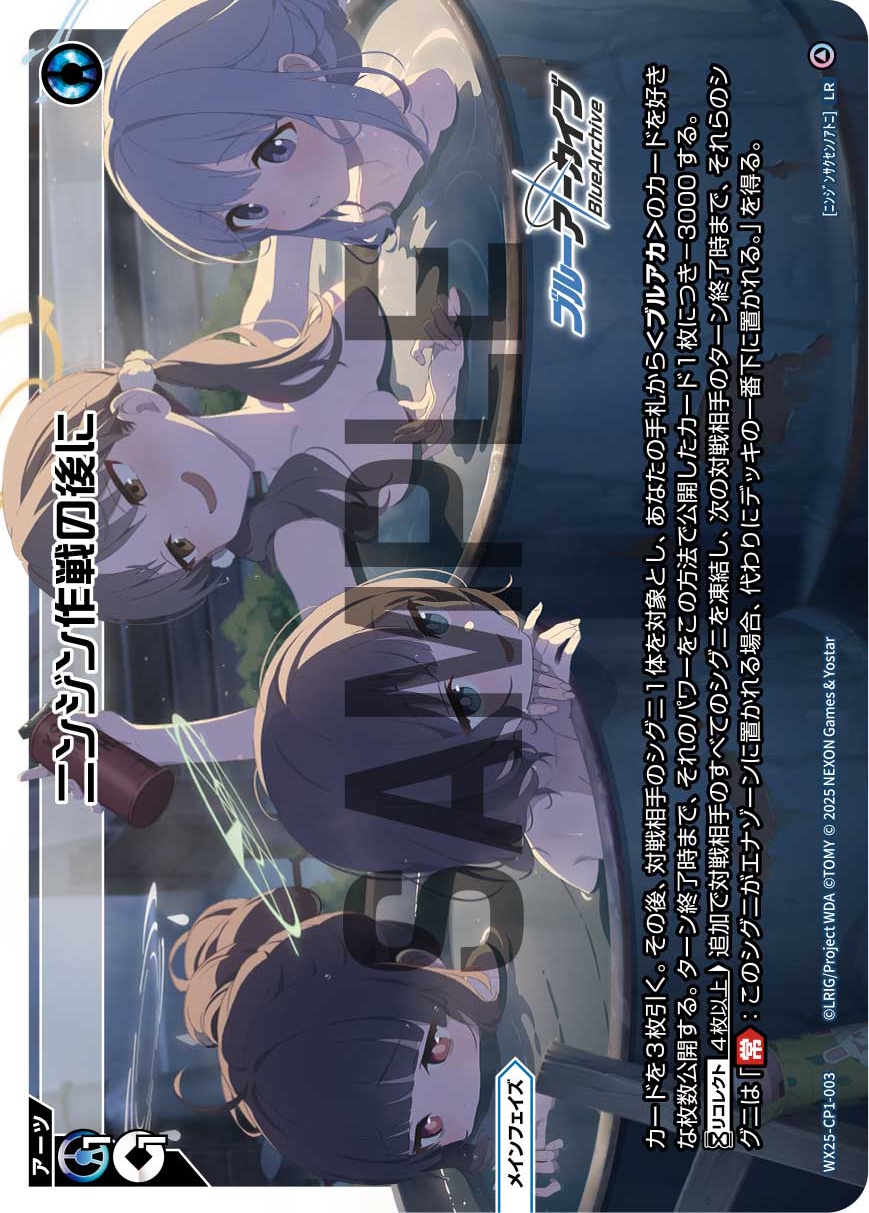 アーツ
ニンジン作戦の後に
1
1
SAMPLE
メインフェイズ
ブルーアーカイブ
BlueArchive
カードを3枚引く。その後、対戦相手のシグニ1体を対象とし、あなたの手札から<ブルアカ>のカードを好き
な枚数公開する。ターン終了時まで、それのパワーをこの方法で公開したカード1枚につき－3000する。
リコレクト 4枚以上 追加で対戦相手のすべてのシグニを凍結し、次の対戦相手のターン終了時まで、それらのシ
グニは「常：このシグニがエナゾーンに置かれる場合、代わりにデッキの一番下に置かれる。」を得る。
WX25-CP1-003 ©LRIG/Project WDA ©TOMY © 2025 NEXON Games & Yostar [ニンジンサクセンノアトニ] LR